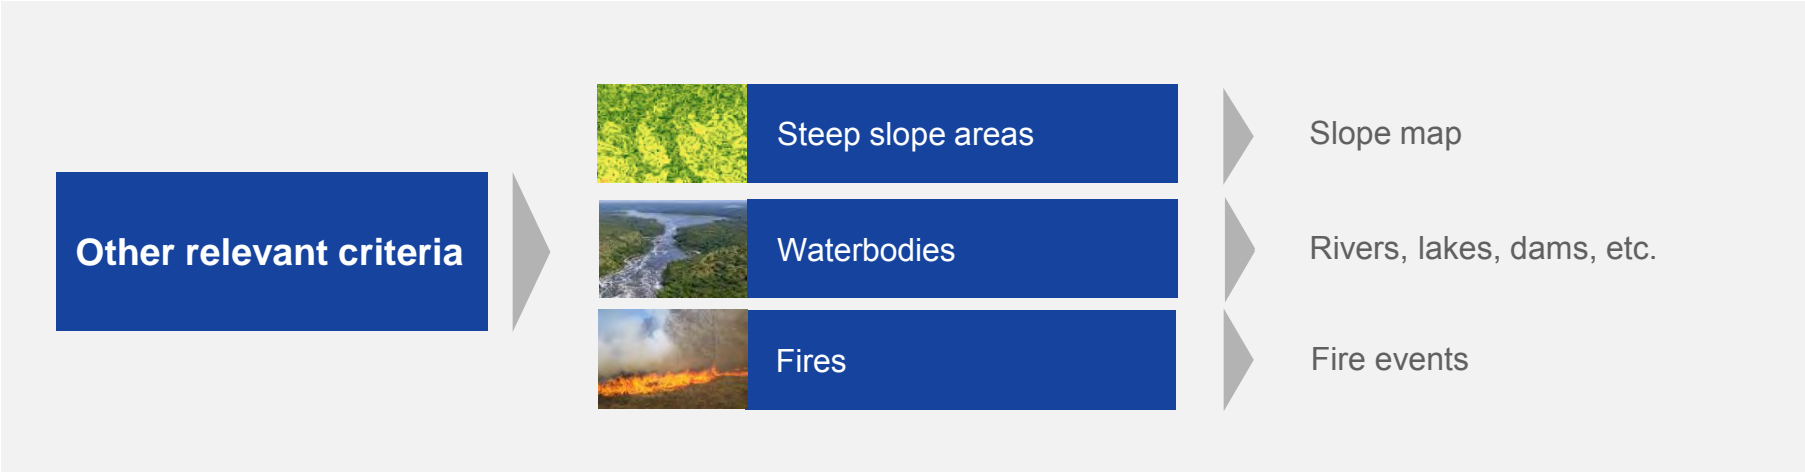 Other relevant criteria
Steep slope areas
Slope map
Waterbodies
Rivers, lakes, dams, etc.
Fires
Fire events